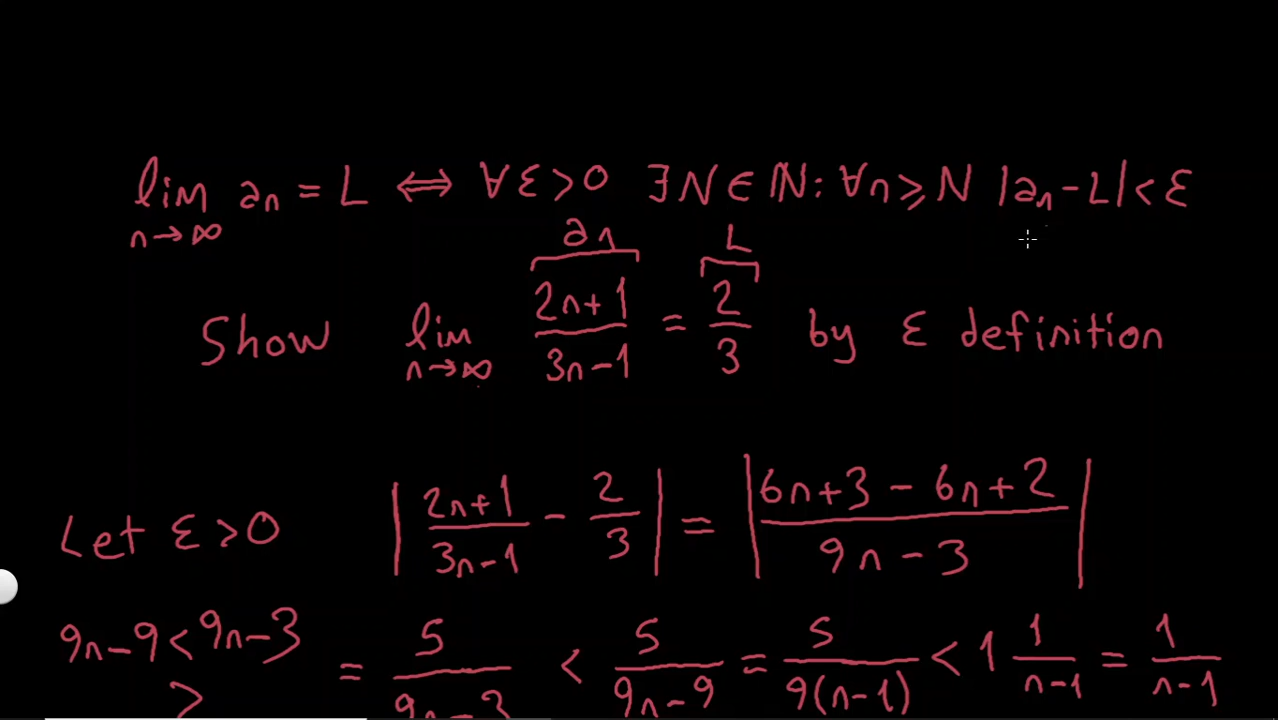 lim n→∞ an = L ⇔ ∀ε>0 ∃N∈ℕ: ∀n⩾N |an-L|<ε
an L
Show lim n→∞ (2n+1)/(3n-1) = 2/3 by ε definition
Let ε>0 |(2n+1)/(3n-1) - 2/3| = |(6n+3-6n+2)/(9n-3)|
9n-9<9n-3 = 5/(9n-3) < 5/(9n-9) = 5/(9(n-1)) < 1 1/(n-1) = 1/(n-1)
>